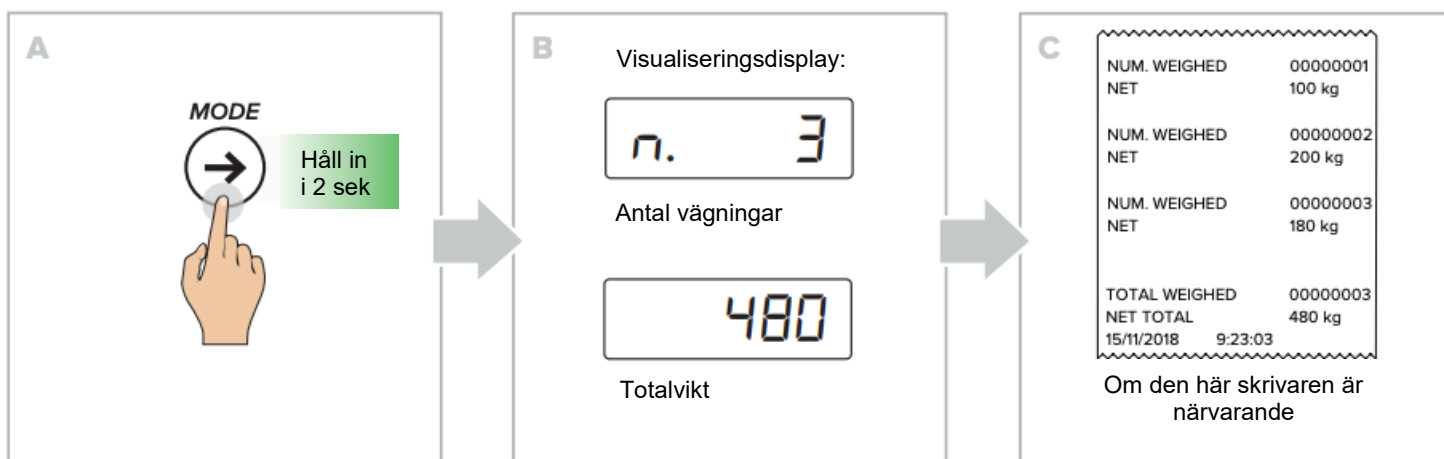 A
MODE
Håll in
i 2 sek
B
Visualiseringsdisplay:
n. 3
Antal vägningar
480
Totalvikt
C
NUM. WEIGHED 00000001
NET 100 kg
NUM. WEIGHED 00000002
NET 200 kg
NUM. WEIGHED 00000003
NET 180 kg
TOTAL WEIGHED 00000003
NET TOTAL 480 kg
15/11/2018 9:23:03
Om den här skrivaren är
närvarande